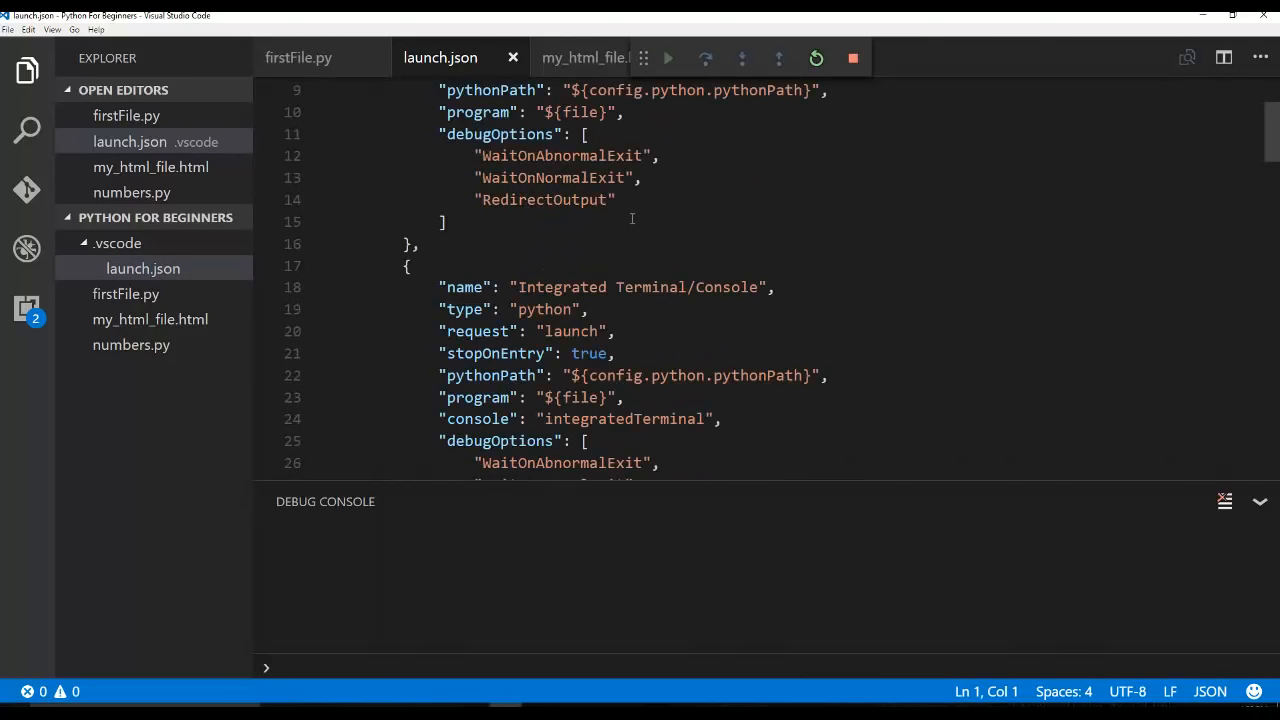 launch.json - Python For Beginners - Visual Studio Code
File Edit View Go Help
EXPLORER
OPEN EDITORS
firstFile.py
launch.json .vscode
my_html_file.html
numbers.py
PYTHON FOR BEGINNERS
.vscode
launch.json
firstFile.py
my_html_file.html
numbers.py
2
firstFile.py launch.json my_html_file.
9 "pythonPath": "${config.python.pythonPath}",
10 "program": "${file}",
11 "debugOptions": [
12 "WaitOnAbnormalExit",
13 "WaitOnNormalExit",
14 "RedirectOutput"
15 ]
16 },
17 {
18 "name": "Integrated Terminal/Console",
19 "type": "python",
20 "request": "launch",
21 "stopOnEntry": true,
22 "pythonPath": "${config.python.pythonPath}",
23 "program": "${file}",
24 "console": "integratedTerminal",
25 "debugOptions": [
26 "WaitOnAbnormalExit",
DEBUG CONSOLE
0 0 Ln 1, Col 1 Spaces: 4 UTF-8 LF JSON